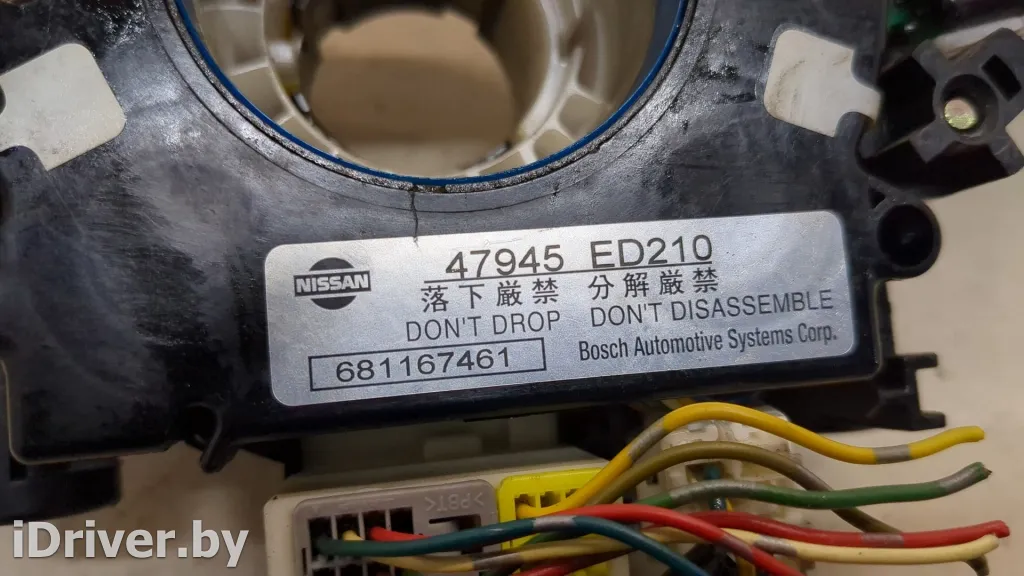 NISSAN
47945 ED210
落下厳禁 分解厳禁
DON'T DROP DON'T DISASSEMBLE
681167461 Bosch Automotive Systems Corp.
>PBT<
iDriver.by